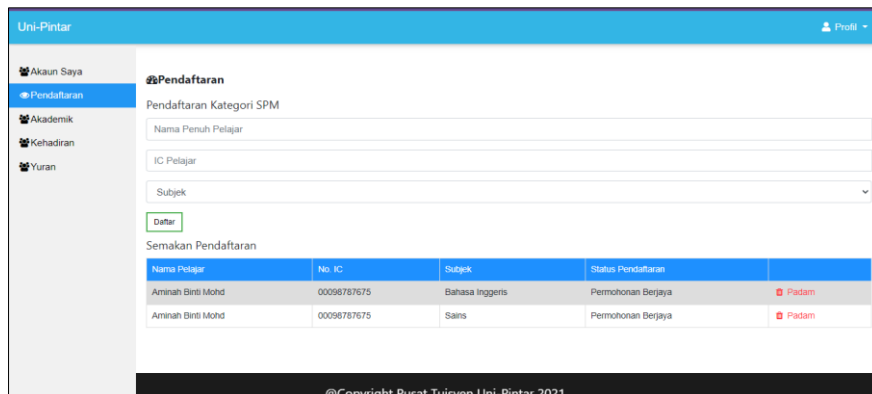 Uni-Pintar
Profil
Akaun Saya
Pendaftaran
Akademik
Kehadiran
Yuran
Pendaftaran
Pendaftaran Kategori SPM
Nama Penuh Pelajar
IC Pelajar
Subjek
Daftar
Semakan Pendaftaran
Nama Pelajar No. IC Subjek Status Pendaftaran
Aminah Binti Mohd 00098787675 Bahasa Inggeris Permohonan Berjaya Padam
Aminah Binti Mohd 00098787675 Sains Permohonan Berjaya Padam
@Copyright Pusat Tuisyen Uni-Pintar 2021